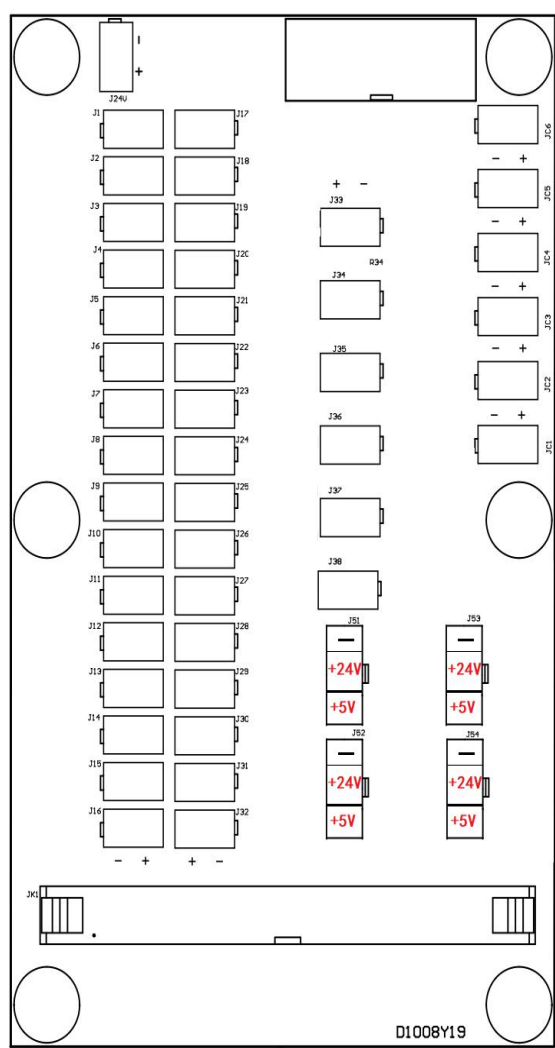 −
+
J24V
J1 J17
J2 J18
J3 J19
J4 J20
J5 J21
J6 J22
J7 J23
J8 J24
J9 J25
J10 J26
J11 J27
J12 J28
J13 J29
J14 J30
J15 J31
J16 J32
− + + −
+ −
J33
R34
J34
J35
J36
J37
J38
JC6
− +
JC5
− +
JC4
− +
JC3
− +
JC2
− +
JC1
J51 J53
− −
+24V +24V
+5V +5V
J52 J54
− −
+24V +24V
+5V +5V
JK1
D1008Y19